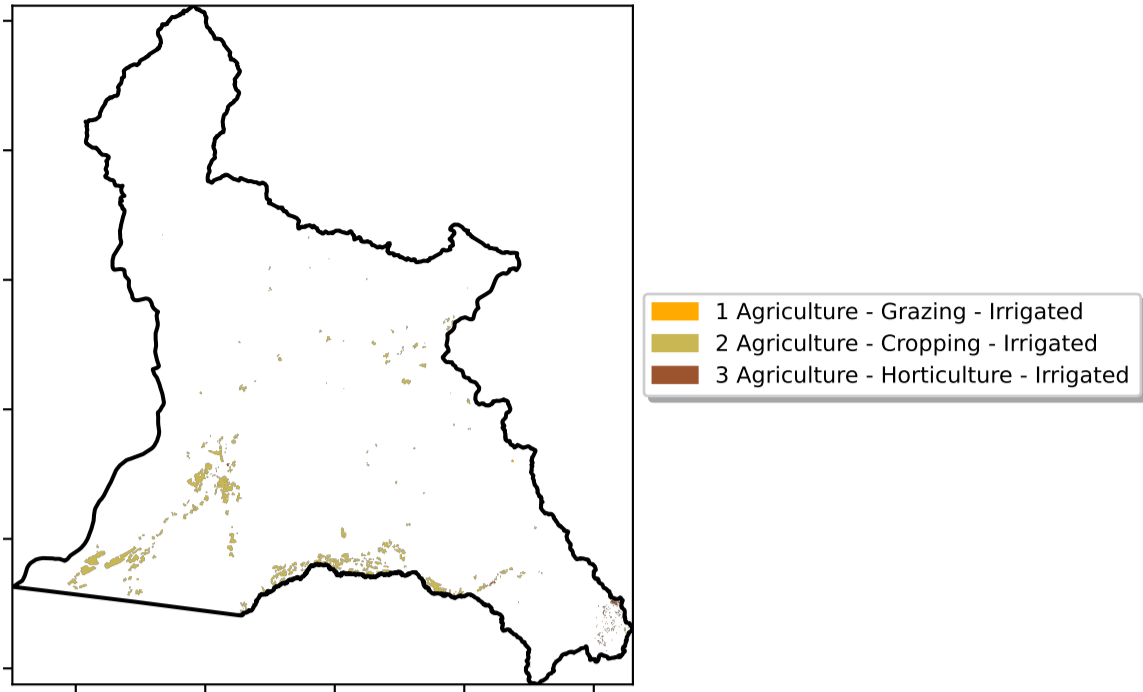 1 Agriculture - Grazing - Irrigated
2 Agriculture - Cropping - Irrigated
3 Agriculture - Horticulture - Irrigated